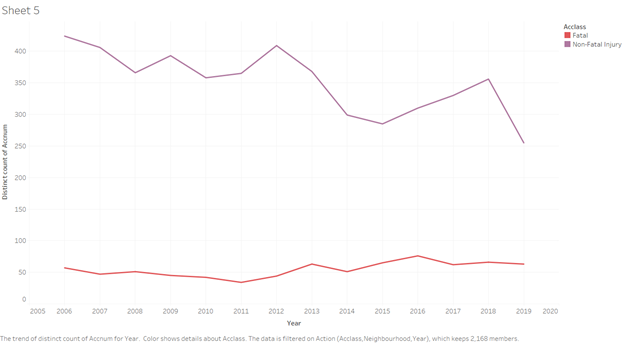 Sheet 5
Acclass
Fatal
Non-Fatal Injury
Distinct count of Accnum
400
350
300
250
200
150
100
50
0
2005 2006 2007 2008 2009 2010 2011 2012 2013 2014 2015 2016 2017 2018 2019 2020
Year
The trend of distinct count of Accnum for Year. Color shows details about Acclass. The data is filtered on Action (Acclass,Neighbourhood,Year), which keeps 2,168 members.